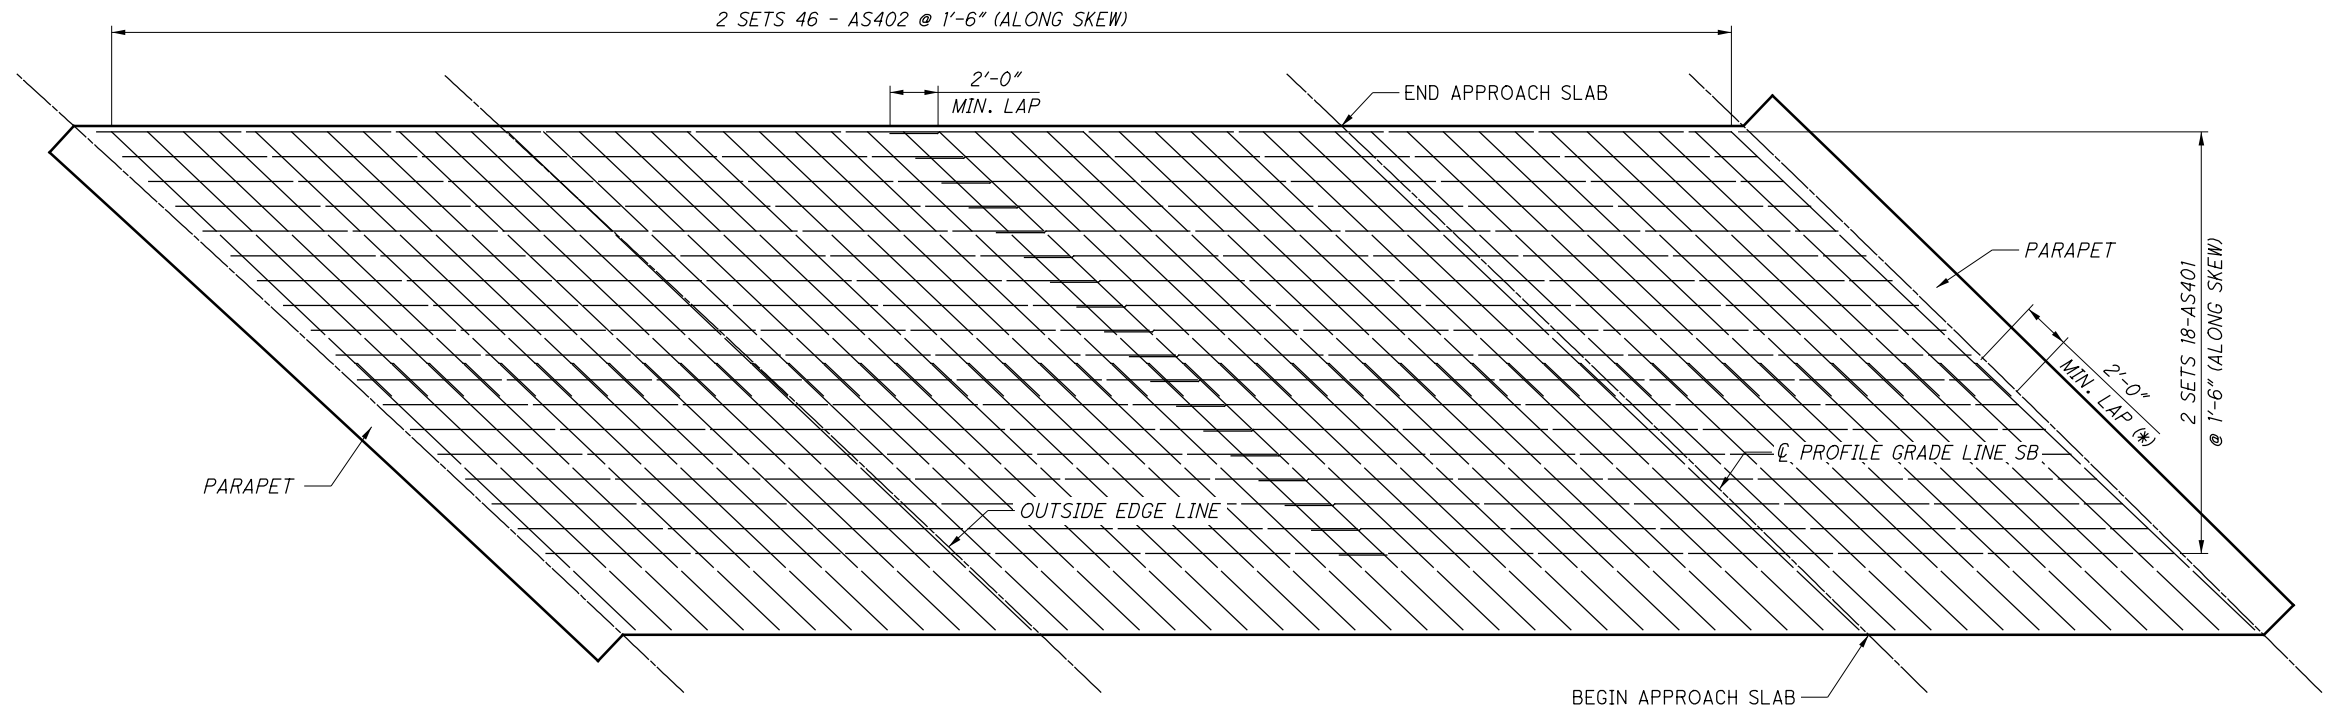 2 SETS 46 - AS402 @ 1'-6" (ALONG SKEW)
2'-0"
MIN. LAP
END APPROACH SLAB
PARAPET
2 SETS 18-AS401
@ 1'-6" (ALONG SKEW)
2'-0"
MIN. LAP (*)
℄ PROFILE GRADE LINE SB
PARAPET
OUTSIDE EDGE LINE
BEGIN APPROACH SLAB